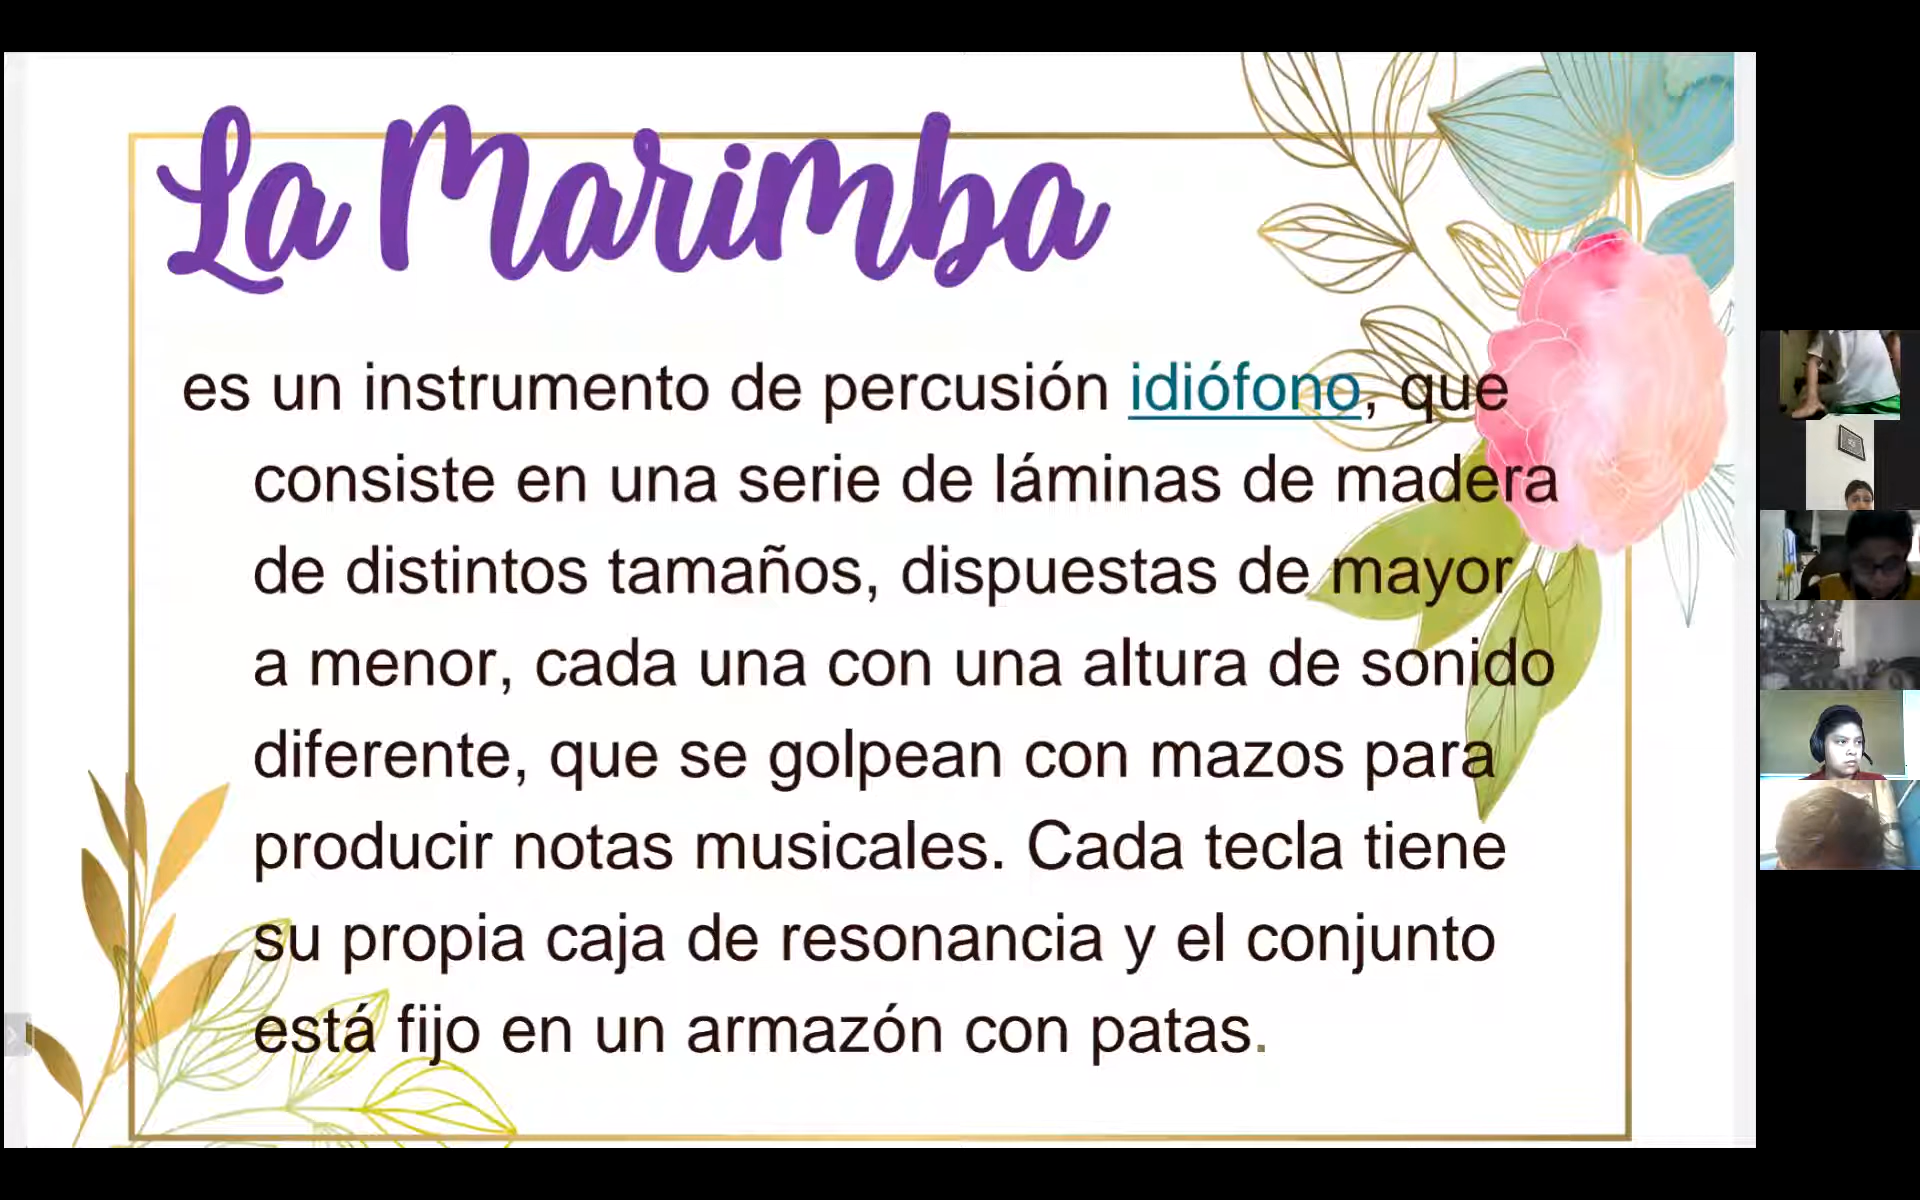 La Marimba
es un instrumento de percusión idiófono, que
consiste en una serie de láminas de madera
de distintos tamaños, dispuestas de mayor
a menor, cada una con una altura de sonido
diferente, que se golpean con mazos para
producir notas musicales. Cada tecla tiene
su propia caja de resonancia y el conjunto
está fijo en un armazón con patas.